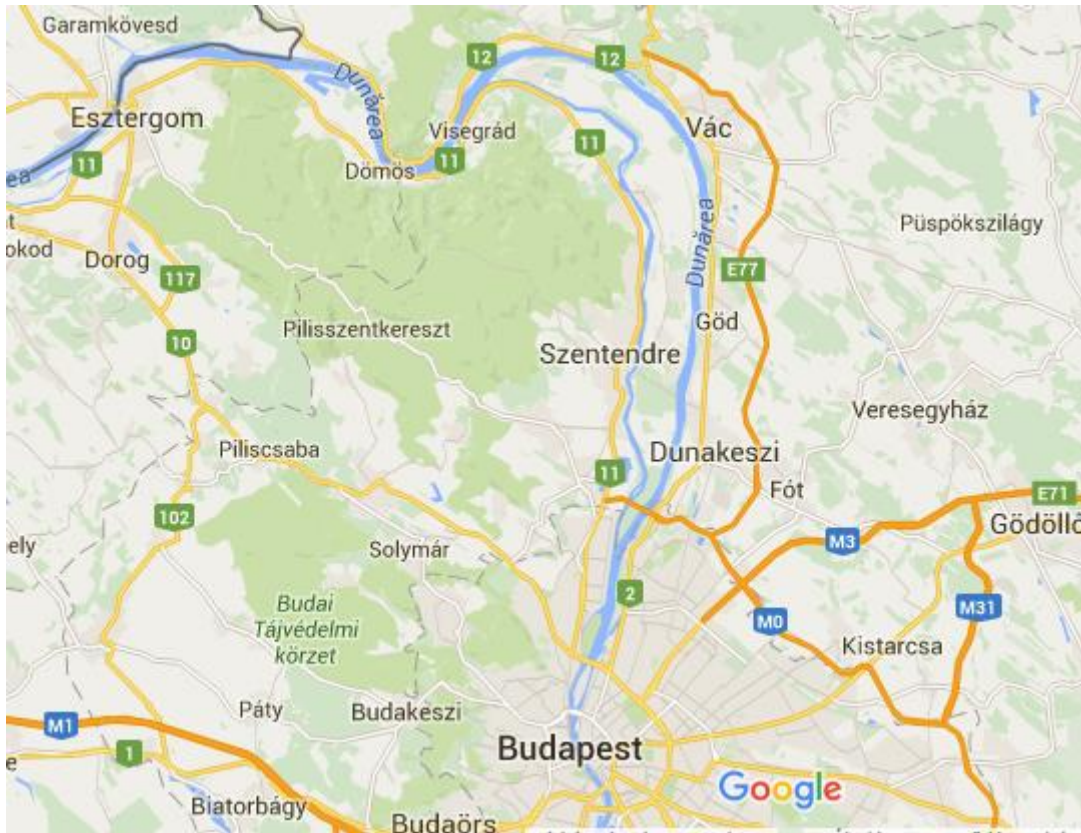 Garamkövesd
12
12
Dunărea
Esztergom
Visegrád
Vác
11
11
11
Dömös
Dunărea
Püspökszilágy
okod
Dorog
117
E77
Pilisszentkereszt
Göd
10
Szentendre
Veresegyház
Piliscsaba
Dunakeszi
11
Fót
E71
102
Gödöllő
ely
Solymár
M3
2
Budai
Tájvédelmi
körzet
M31
M0
Kistarcsa
Páty
Budakeszi
M1
Budapest
1
Google
Biatorbágy
Budaörs